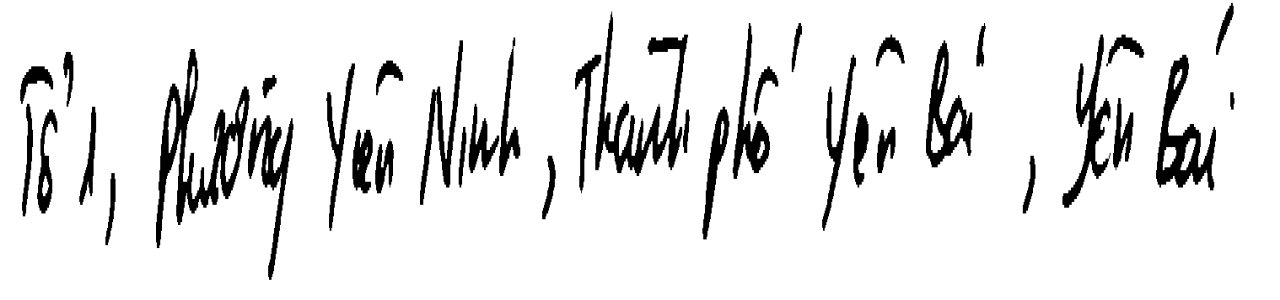 Tổ 1, Phường Yên Ninh, Thành phố Yên Bái, Yên Bái